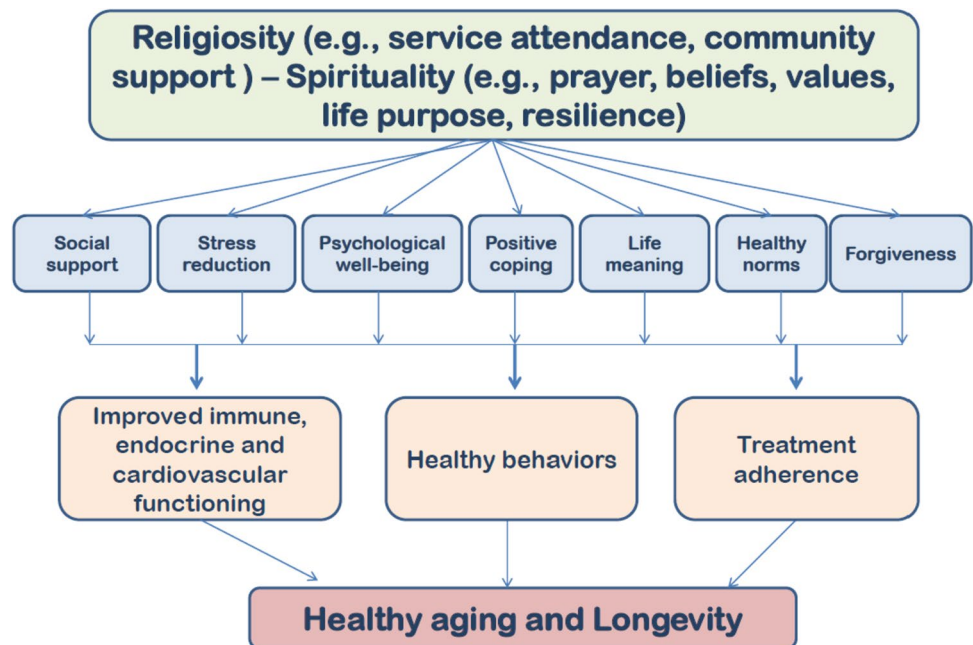 Religiosity (e.g., service attendance, community
support ) – Spirituality (e.g., prayer, beliefs, values,
life purpose, resilience)
Social
support
Stress
reduction
Psychological
well-being
Positive
coping
Life
meaning
Healthy
norms
Forgiveness
Improved immune,
endocrine and
cardiovascular
functioning
Healthy behaviors
Treatment
adherence
Healthy aging and Longevity